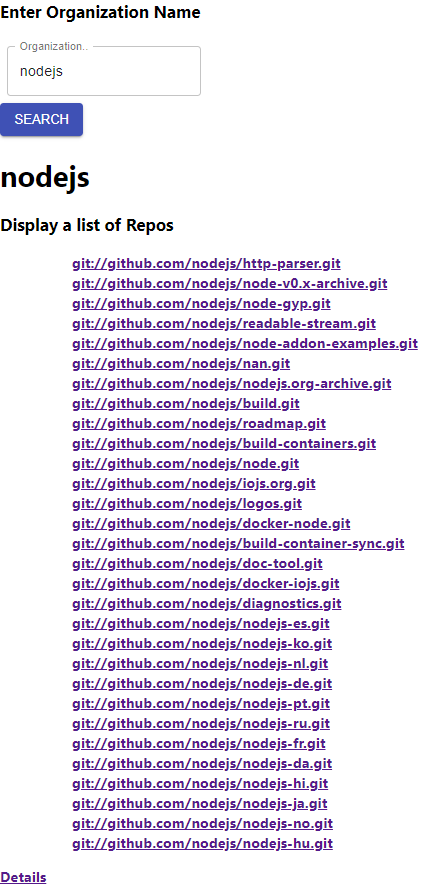 Enter Organization Name
Organization..
nodejs
SEARCH
nodejs
Display a list of Repos
git://github.com/nodejs/http-parser.git
git://github.com/nodejs/node-v0.x-archive.git
git://github.com/nodejs/node-gyp.git
git://github.com/nodejs/readable-stream.git
git://github.com/nodejs/node-addon-examples.git
git://github.com/nodejs/nan.git
git://github.com/nodejs/nodejs.org-archive.git
git://github.com/nodejs/build.git
git://github.com/nodejs/roadmap.git
git://github.com/nodejs/build-containers.git
git://github.com/nodejs/node.git
git://github.com/nodejs/iojs.org.git
git://github.com/nodejs/logos.git
git://github.com/nodejs/docker-node.git
git://github.com/nodejs/build-container-sync.git
git://github.com/nodejs/doc-tool.git
git://github.com/nodejs/docker-iojs.git
git://github.com/nodejs/diagnostics.git
git://github.com/nodejs/nodejs-es.git
git://github.com/nodejs/nodejs-ko.git
git://github.com/nodejs/nodejs-nl.git
git://github.com/nodejs/nodejs-de.git
git://github.com/nodejs/nodejs-pt.git
git://github.com/nodejs/nodejs-ru.git
git://github.com/nodejs/nodejs-fr.git
git://github.com/nodejs/nodejs-da.git
git://github.com/nodejs/nodejs-hi.git
git://github.com/nodejs/nodejs-ja.git
git://github.com/nodejs/nodejs-no.git
git://github.com/nodejs/nodejs-hu.git
Details